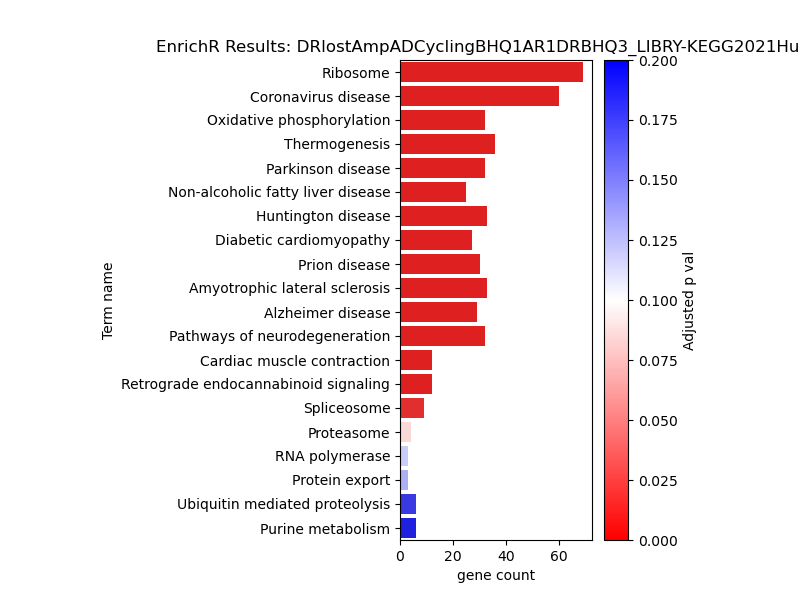 EnrichR Results: DRlostAmpADCyclingBHQ1AR1DRBHQ3_LIBRY-KEGG2021Hu
Ribosome
Coronavirus disease
Oxidative phosphorylation
Thermogenesis
Parkinson disease
Non-alcoholic fatty liver disease
Huntington disease
Diabetic cardiomyopathy
Prion disease
Amyotrophic lateral sclerosis
Alzheimer disease
Pathways of neurodegeneration
Cardiac muscle contraction
Retrograde endocannabinoid signaling
Spliceosome
Proteasome
RNA polymerase
Protein export
Ubiquitin mediated proteolysis
Purine metabolism
Term name
0 20 40 60
gene count
0.200
0.175
0.150
0.125
0.100
0.075
0.050
0.025
0.000
Adjusted p val